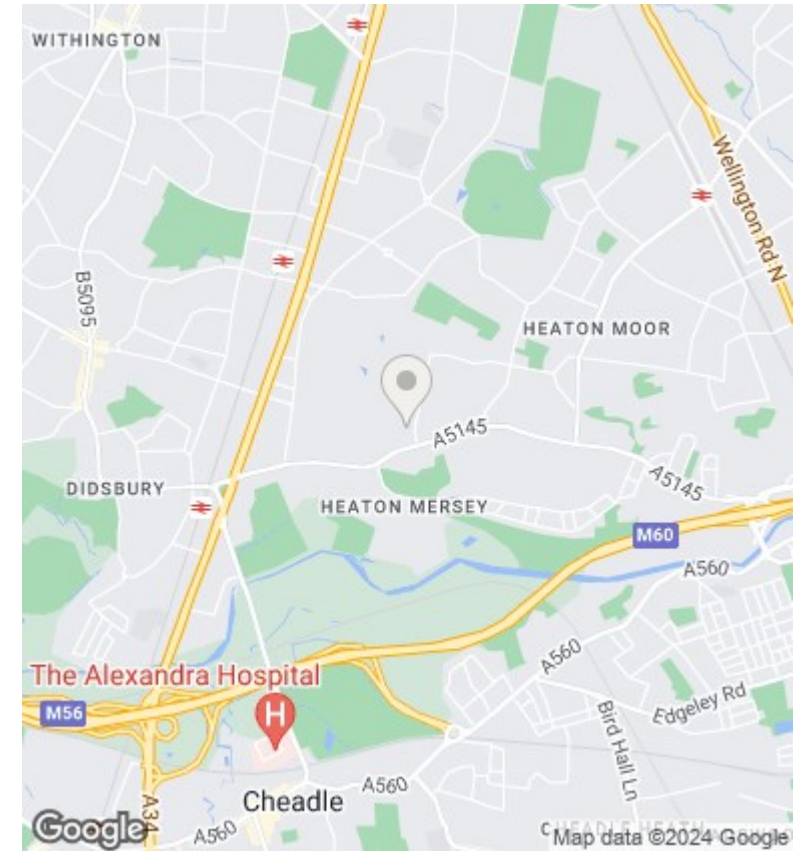 WITHINGTON
Wellington Rd N
B5095
HEATON MOOR
A5145
DIDSBURY
A5145
HEATON MERSEY
M60
A560
The Alexandra Hospital
H
A560
M56
Edgeley Rd
Bird Hall Ln
A34
A560
Cheadle
A560
Google
Map data ©2024 Google